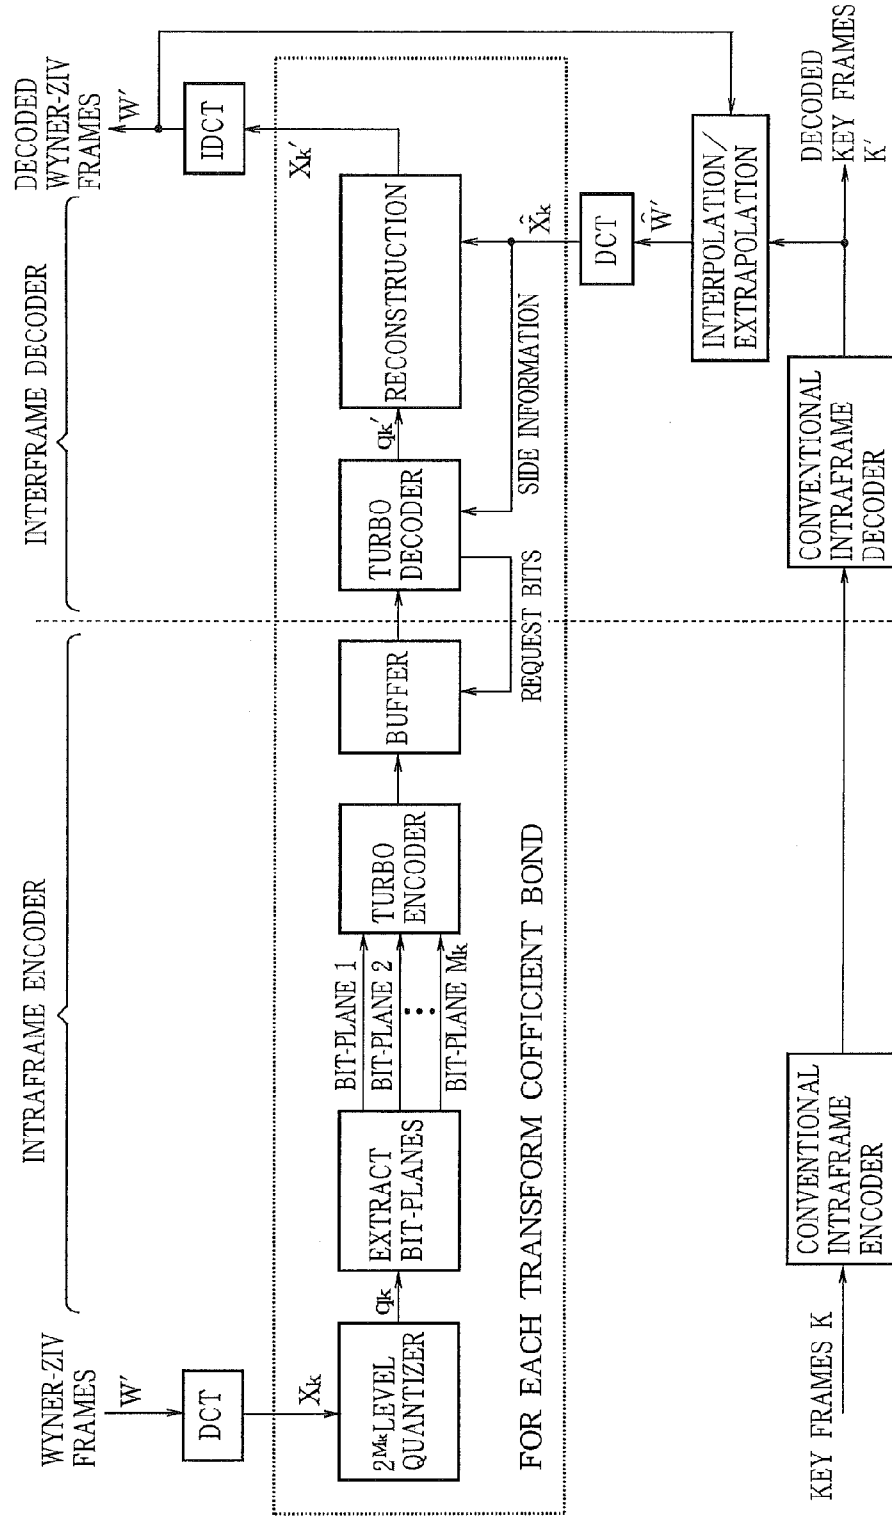 INTRAFRAME ENCODER
INTERFRAME DECODER
WYNER-ZIV
FRAMES
W′
DCT
Xk
2^Mk LEVEL
QUANTIZER
qk
EXTRACT
BIT-PLANES
BIT-PLANE 1
BIT-PLANE 2
⋮
BIT-PLANE Mk
TURBO
ENCODER
BUFFER
TURBO
DECODER
REQUEST BITS
qk′
RECONSTRUCTION
SIDE INFORMATION
Xk′
IDCT
W′
DECODED
WYNER-ZIV
FRAMES
FOR EACH TRANSFORM COFFICIENT BOND
X̂k
DCT
Ŵ′
INTERPOLATION/
EXTRAPOLATION
KEY FRAMES K
CONVENTIONAL
INTRAFRAME
ENCODER
CONVENTIONAL
INTRAFRAME
DECODER
DECODED
KEY FRAMES
K′